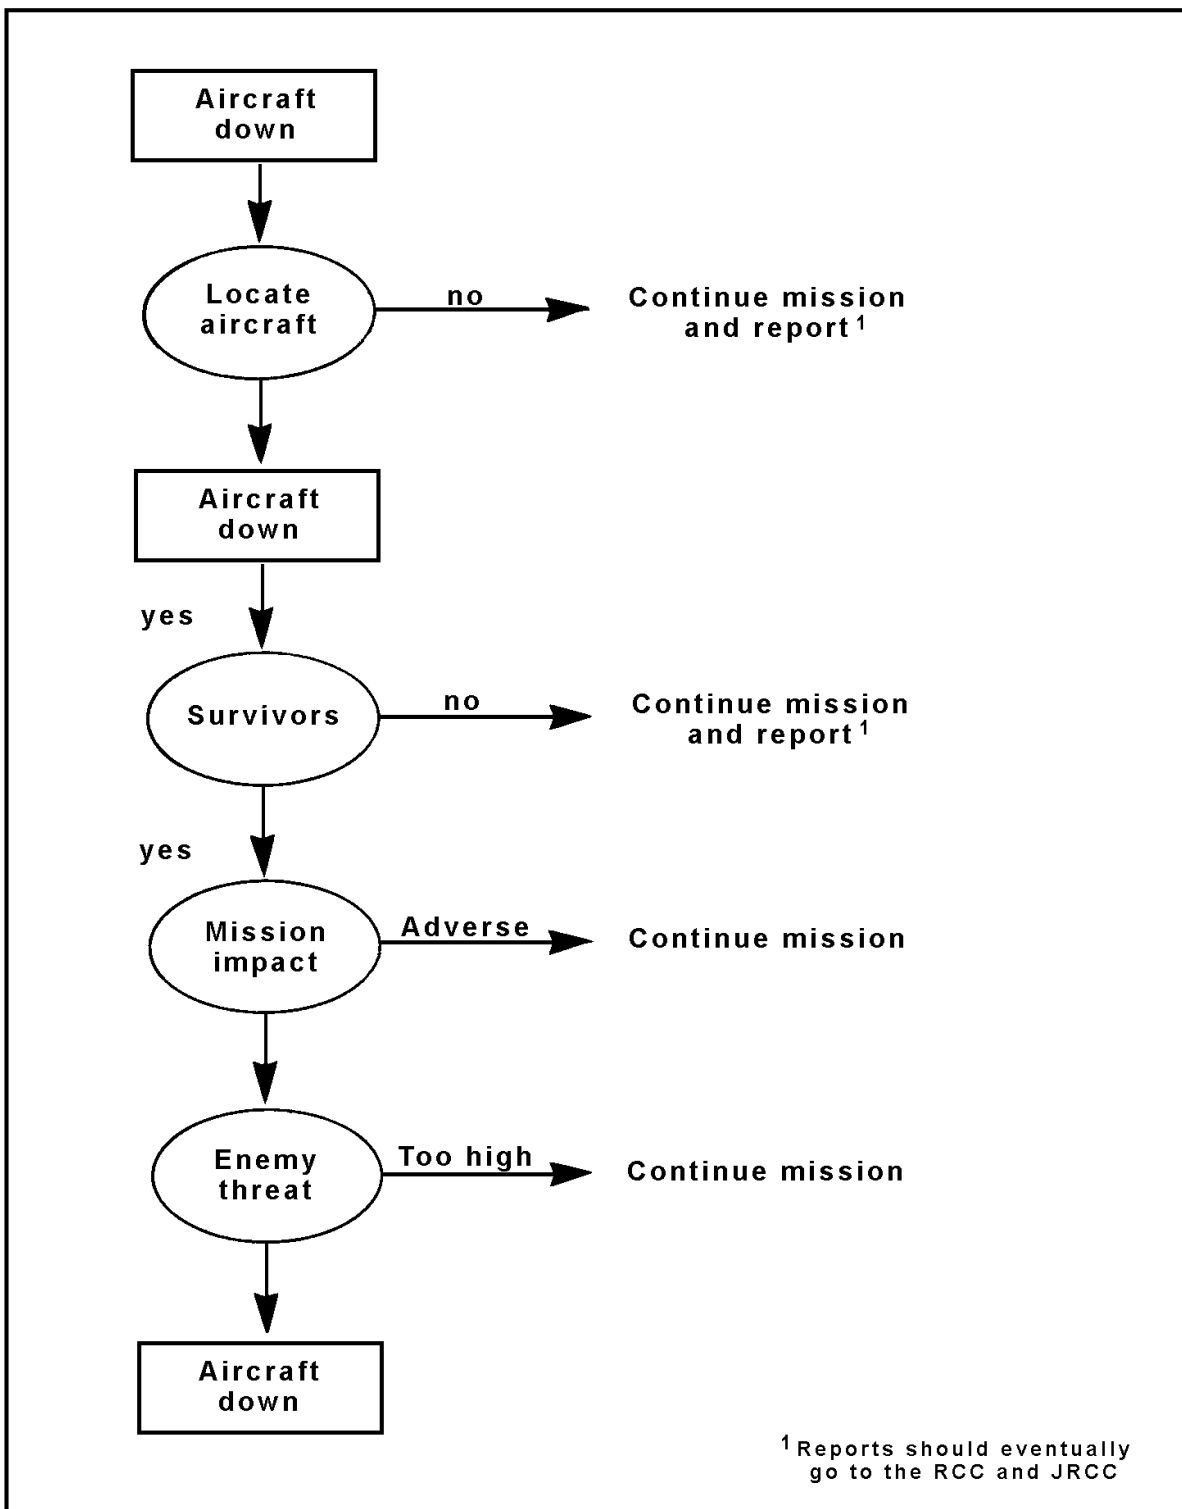 Aircraft
down
Locate
aircraft
no
Continue mission
and report 1
Aircraft
down
yes
Survivors
no
Continue mission
and report 1
yes
Mission
impact
Adverse
Continue mission
Enemy
threat
Too high
Continue mission
Aircraft
down
1 Reports should eventually
go to the RCC and JRCC